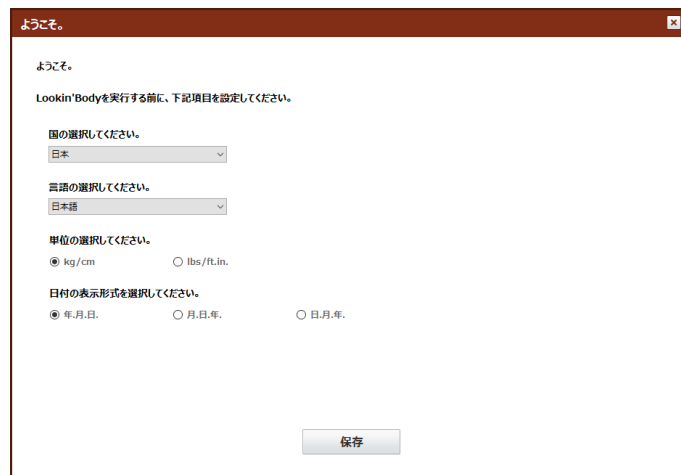 ようこそ。
ようこそ。
Lookin'Bodyを実行する前に、下記項目を設定してください。
国の選択してください。
日本
言語の選択してください。
日本語
単位の選択してください。
kg/cm lbs/ft.in.
日付の表示形式を選択してください。
年.月.日. 月.日.年. 日.月.年.
保存